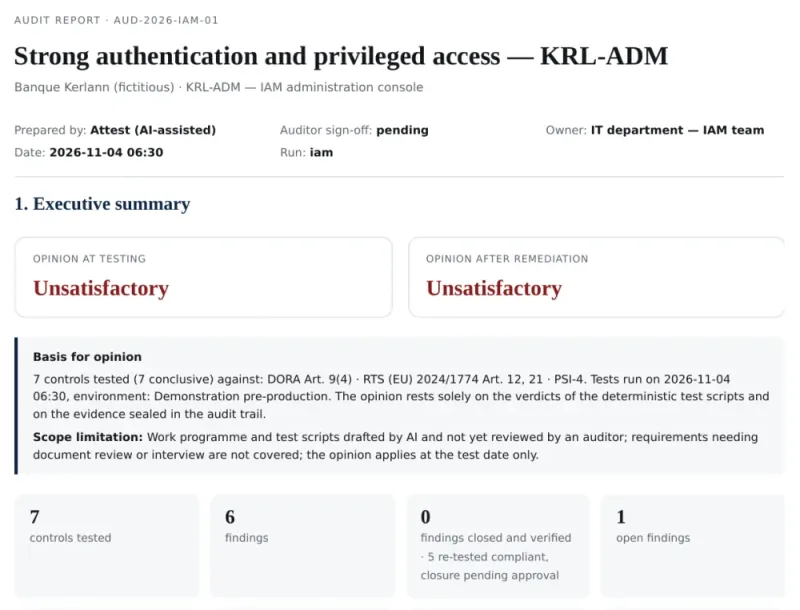 AUDIT REPORT · AUD-2026-IAM-01
Strong authentication and privileged access — KRL-ADM
Banque Kerlann (fictitious) · KRL-ADM — IAM administration console
Prepared by: Attest (AI-assisted)
Auditor sign-off: pending
Owner: IT department — IAM team
Date: 2026-11-04 06:30
Run: iam
1. Executive summary
OPINION AT TESTING
Unsatisfactory
OPINION AFTER REMEDIATION
Unsatisfactory
Basis for opinion
7 controls tested (7 conclusive) against: DORA Art. 9(4) · RTS (EU) 2024/1774 Art. 12, 21 · PSI-4. Tests run on 2026-11-04
06:30, environment: Demonstration pre-production. The opinion rests solely on the verdicts of the deterministic test scripts and
on the evidence sealed in the audit trail.
Scope limitation: Work programme and test scripts drafted by AI and not yet reviewed by an auditor; requirements needing
document review or interview are not covered; the opinion applies at the test date only.
7
controls tested
6
findings
0
findings closed and verified
· 5 re-tested compliant,
closure pending approval
1
open findings